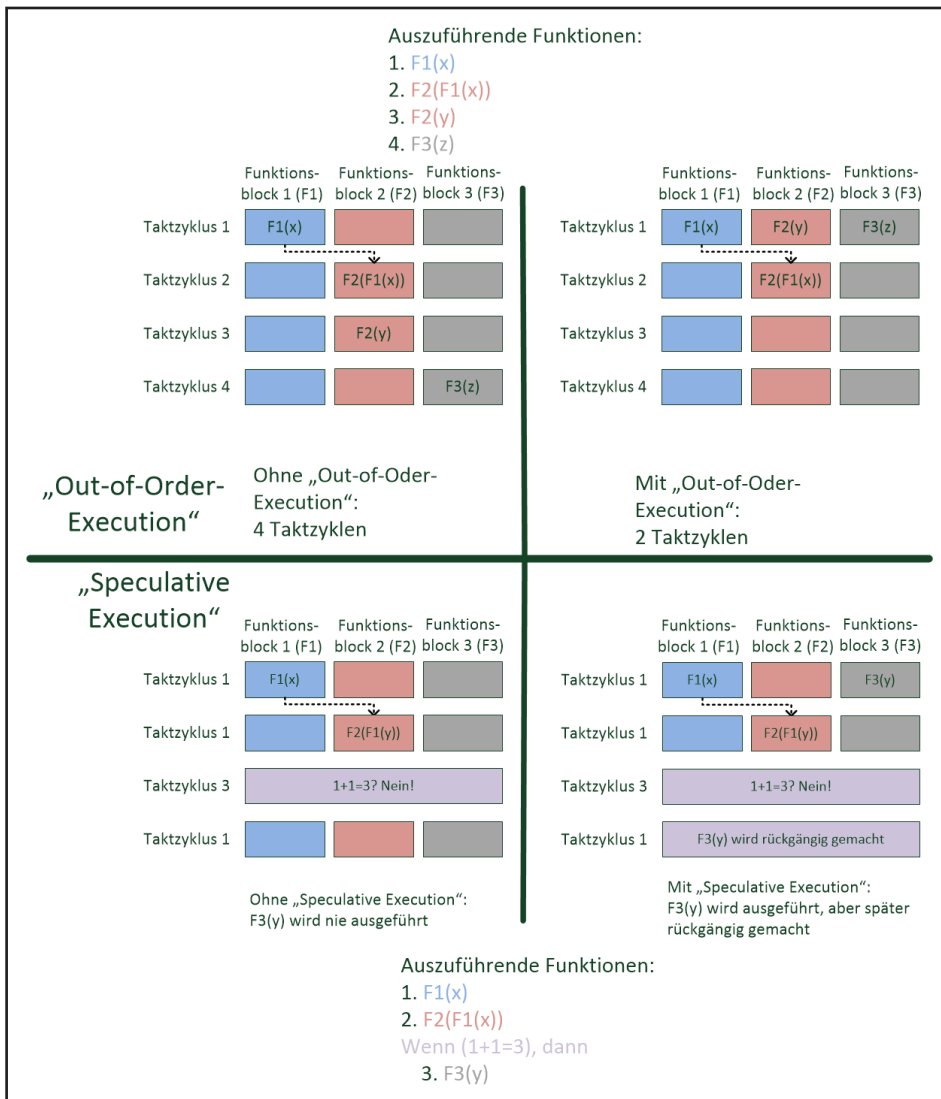 Auszuführende Funktionen:
1. F1(x)
2. F2(F1(x))
3. F2(y)
4. F3(z)
Funktions-
block 1 (F1)
Funktions-
block 2 (F2)
Funktions-
block 3 (F3)
Taktzyklus 1
F1(x)
Taktzyklus 2
F2(F1(x))
Taktzyklus 3
F2(y)
Taktzyklus 4
F3(z)
Funktions-
block 1 (F1)
Funktions-
block 2 (F2)
Funktions-
block 3 (F3)
Taktzyklus 1
F1(x)
F2(y)
F3(z)
Taktzyklus 2
F2(F1(x))
Taktzyklus 3
Taktzyklus 4
„Out-of-Order-
Execution“
Ohne „Out-of-Oder-
Execution“:
4 Taktzyklen
Mit „Out-of-Oder-
Execution“:
2 Taktzyklen
„Speculative
Execution“
Funktions-
block 1 (F1)
Funktions-
block 2 (F2)
Funktions-
block 3 (F3)
Taktzyklus 1
F1(x)
Taktzyklus 1
F2(F1(y))
Taktzyklus 3
1+1=3? Nein!
Taktzyklus 1
Ohne „Speculative Execution“:
F3(y) wird nie ausgeführt
Funktions-
block 1 (F1)
Funktions-
block 2 (F2)
Funktions-
block 3 (F3)
Taktzyklus 1
F1(x)
F3(y)
Taktzyklus 1
F2(F1(y))
Taktzyklus 3
1+1=3? Nein!
Taktzyklus 1
F3(y) wird rückgängig gemacht
Mit „Speculative Execution“:
F3(y) wird ausgeführt, aber später
rückgängig gemacht
Auszuführende Funktionen:
1. F1(x)
2. F2(F1(x))
Wenn (1+1=3), dann
3. F3(y)